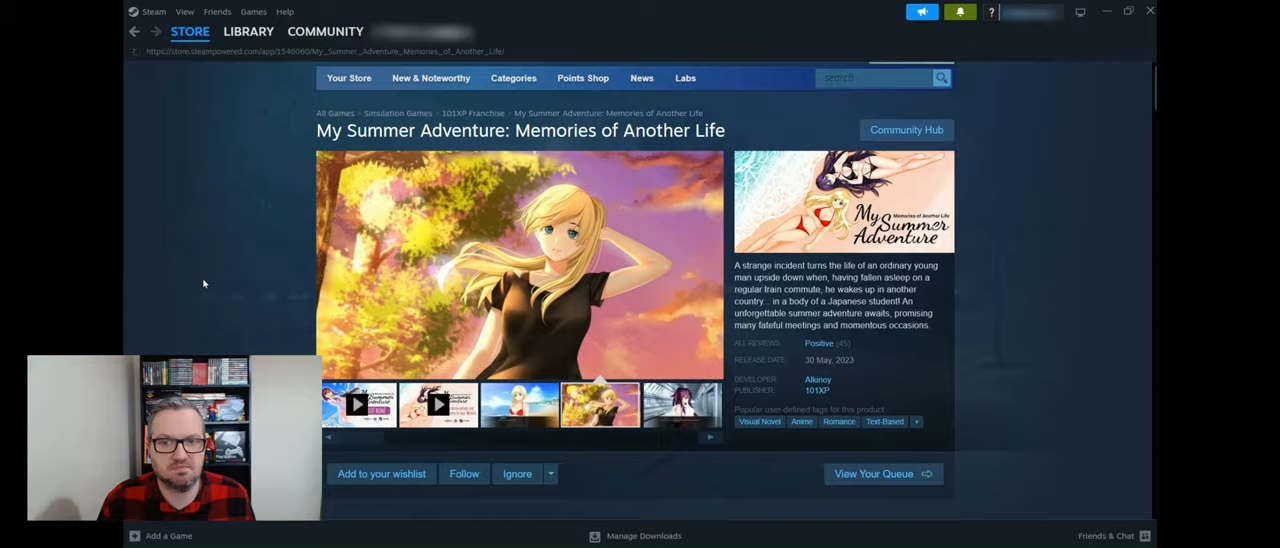 Steam View Friends Games Help
?
STORE LIBRARY COMMUNITY
https://store.steampowered.com/app/1546060/My_Summer_Adventure_Memories_of_Another_Life/
Your Store New & Noteworthy Categories Points Shop News Labs search
All Games > Simulation Games > 101XP Franchise > My Summer Adventure: Memories of Another Life
My Summer Adventure: Memories of Another Life
Community Hub
My
Memories of Another Life
Summer
Adventure
A strange incident turns the life of an ordinary young
man upside down when, having fallen asleep on a
regular train commute, he wakes up in another
country... in a body of a Japanese student! An
unforgettable summer adventure awaits, promising
many fateful meetings and momentous occasions.
ALL REVIEWS: Positive (45)
RELEASE DATE: 30 May, 2023
DEVELOPER: Alkinoy
PUBLISHER: 101XP
Popular user-defined tags for this product:
Visual Novel Anime Romance Text-Based +
Add to your wishlist Follow Ignore View Your Queue
Add a Game Manage Downloads Friends & Chat